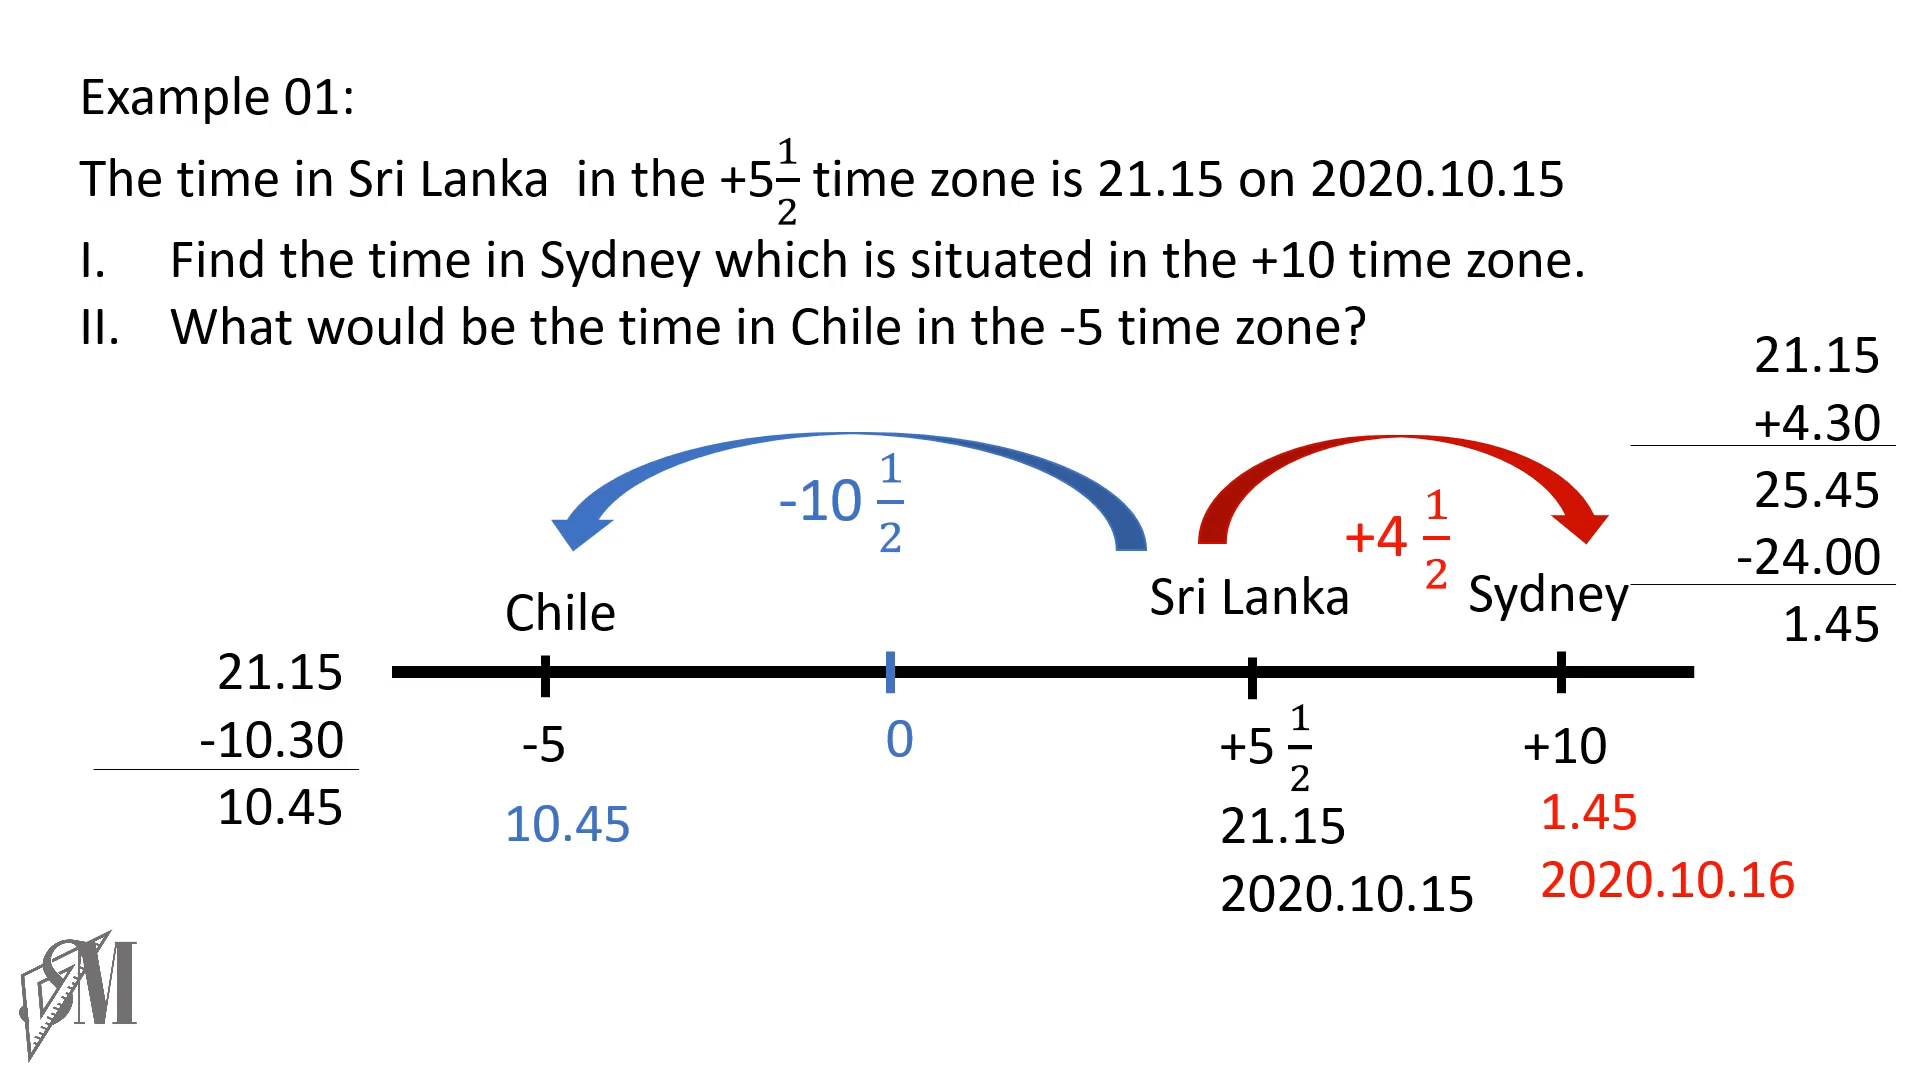 Example 01:
The time in Sri Lanka in the +5 1/2 time zone is 21.15 on 2020.10.15
I. Find the time in Sydney which is situated in the +10 time zone.
II. What would be the time in Chile in the -5 time zone?
21.15
+4.30
25.45
-24.00
1.45
-10 1/2
+4 1/2
Chile
Sri Lanka
Sydney
21.15
-10.30
10.45
-5
0
+5 1/2
+10
10.45
21.15
2020.10.15
1.45
2020.10.16
SM